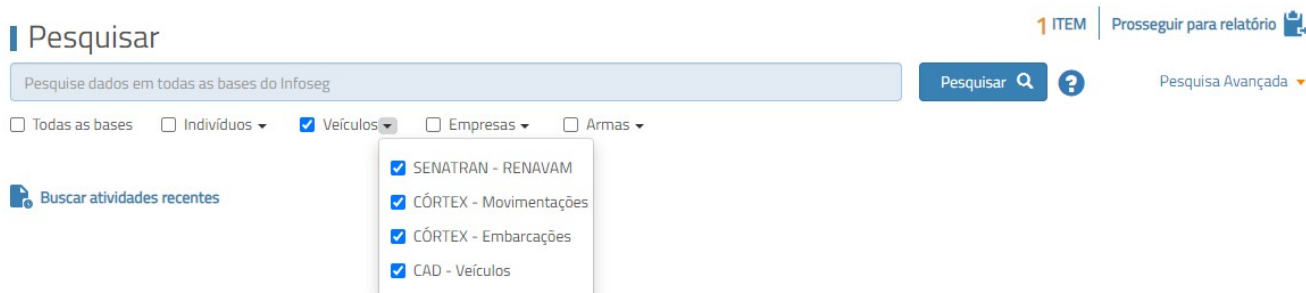 1 ITEM Prosseguir para relatório
Pesquisar
Pesquise dados em todas as bases do Infoseg Pesquisar ? Pesquisa Avançada
Todas as bases Indivíduos Veículos Empresas Armas
SENATRAN - RENAVAM
Buscar atividades recentes
CÓRTEX - Movimentações
CÓRTEX - Embarcações
CAD - Veículos